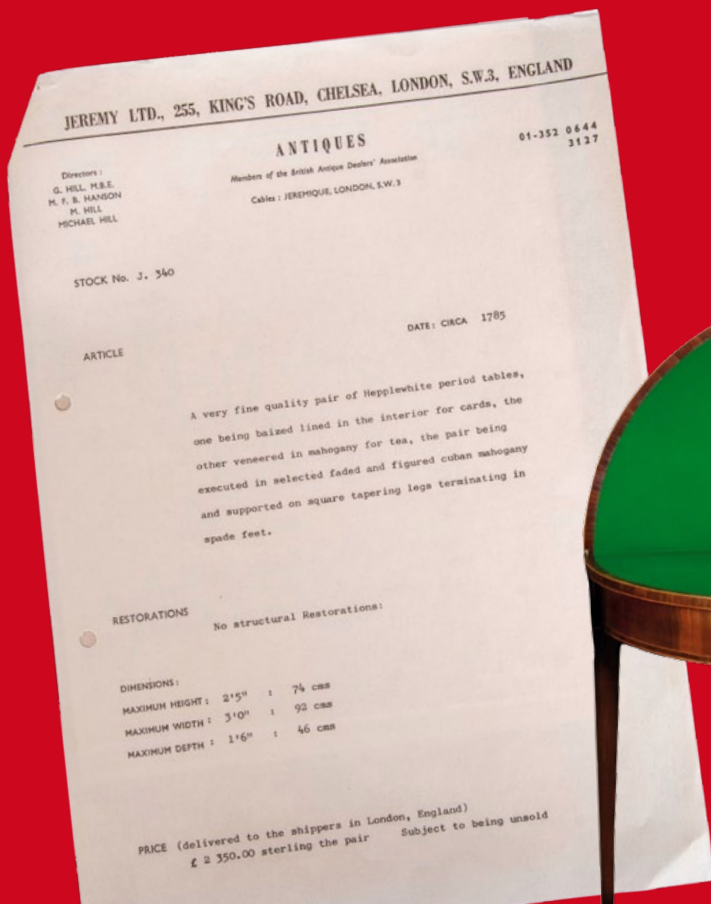 JEREMY LTD., 255, KING'S ROAD, CHELSEA, LONDON, S.W.3, ENGLAND
ANTIQUES
Members of the British Antique Dealers' Association
Cables : JEREMIQUE, LONDON, S.W.3
01-352 0644
3127
Directors :
G. HILL, M.B.E.
M. F. B. HANSON
M. HILL
MICHAEL HILL
STOCK No. J. 340
DATE: CIRCA 1785
ARTICLE
A very fine quality pair of Hepplewhite period tables,
one being baized lined in the interior for cards, the
other veneered in mahogany for tea, the pair being
executed in selected faded and figured cuban mahogany
and supported on square tapering legs terminating in
spade feet.
RESTORATIONS No structural Restorations:
DIMENSIONS:
MAXIMUM HEIGHT : 2'5" : 74 cms
MAXIMUM WIDTH : 3'0" : 92 cms
MAXIMUM DEPTH : 1'6" : 46 cms
PRICE (delivered to the shippers in London, England)
£ 2 350.00 sterling the pair Subject to being unsold